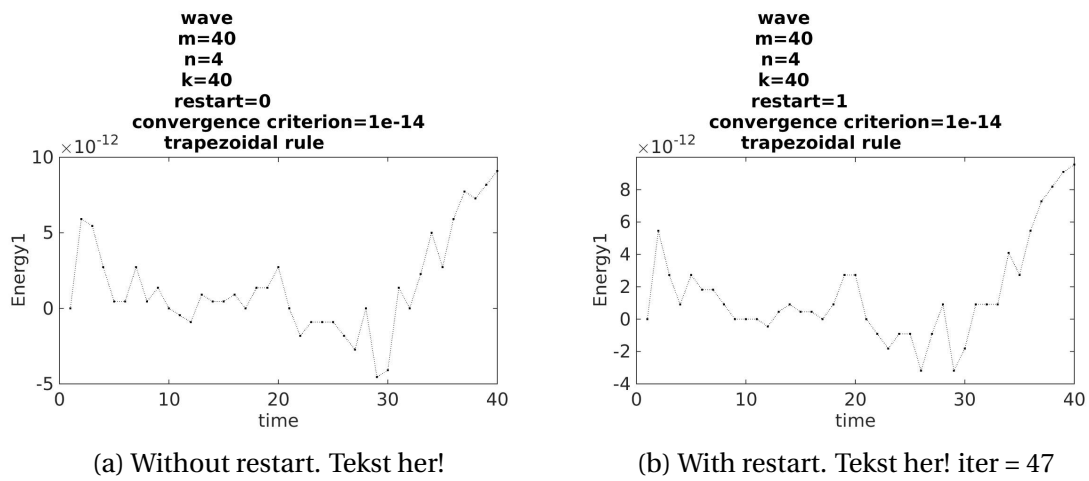 wave
m=40
n=4
k=40
restart=0
convergence criterion=1e-14
trapezoidal rule
×10^-12
10
5
0
-5
Energy1
0 10 20 30 40
time
(a) Without restart. Tekst her!
wave
m=40
n=4
k=40
restart=1
convergence criterion=1e-14
trapezoidal rule
×10^-12
8
6
4
2
0
-2
-4
Energy1
0 10 20 30 40
time
(b) With restart. Tekst her! iter = 47